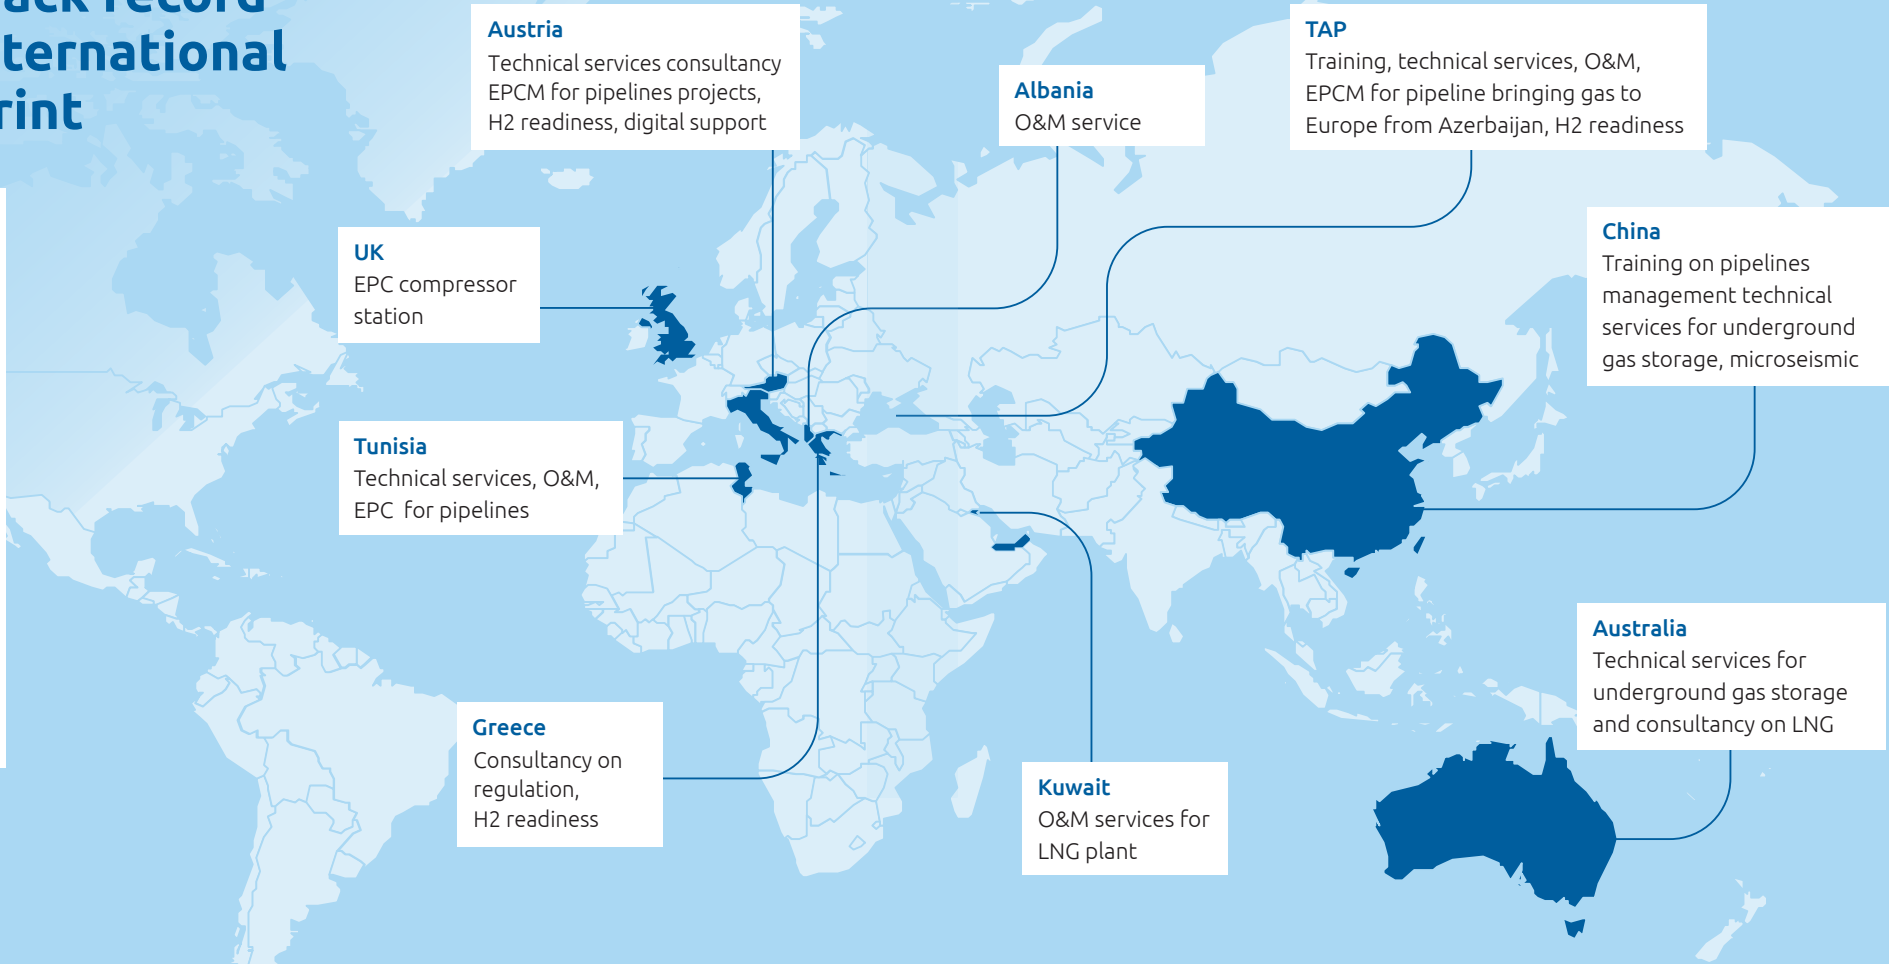 ternational
Austria
Technical services consultancy
EPCM for pipelines projects,
H2 readiness, digital support
Albania
O&M service
TAP
Training, technical services, O&M,
EPCM for pipeline bringing gas to
Europe from Azerbaijan, H2 readiness
UK
EPC compressor
station
China
Training on pipelines
management technical
services for underground
gas storage, microseismic
Tunisia
Technical services, O&M,
EPC for pipelines
Australia
Technical services for
underground gas storage
and consultancy on LNG
Greece
Consultancy on
regulation,
H2 readiness
Kuwait
O&M services for
LNG plant